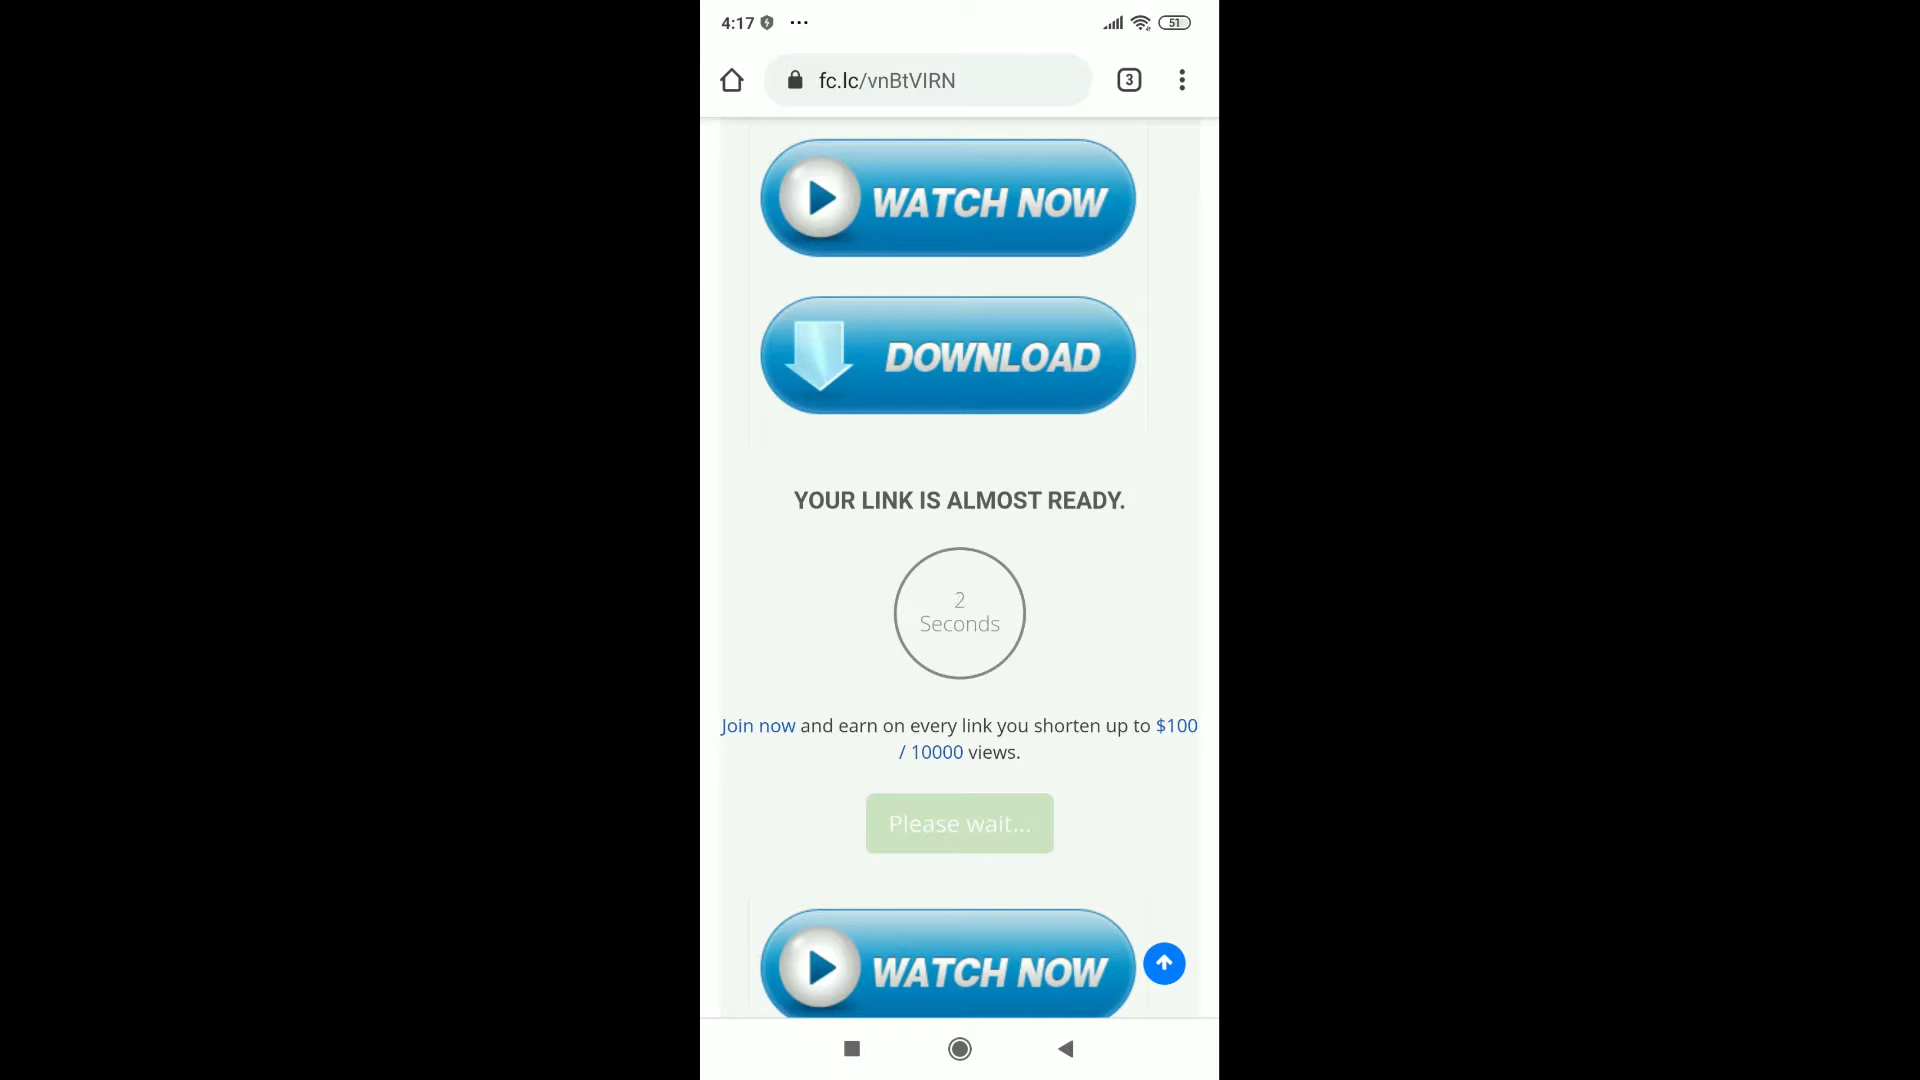 4:17
51
fc.lc/vnBtVIRN
3
WATCH NOW
DOWNLOAD
YOUR LINK IS ALMOST READY.
2
Seconds
Join now and earn on every link you shorten up to $100
/ 10000 views.
Please wait...
WATCH NOW